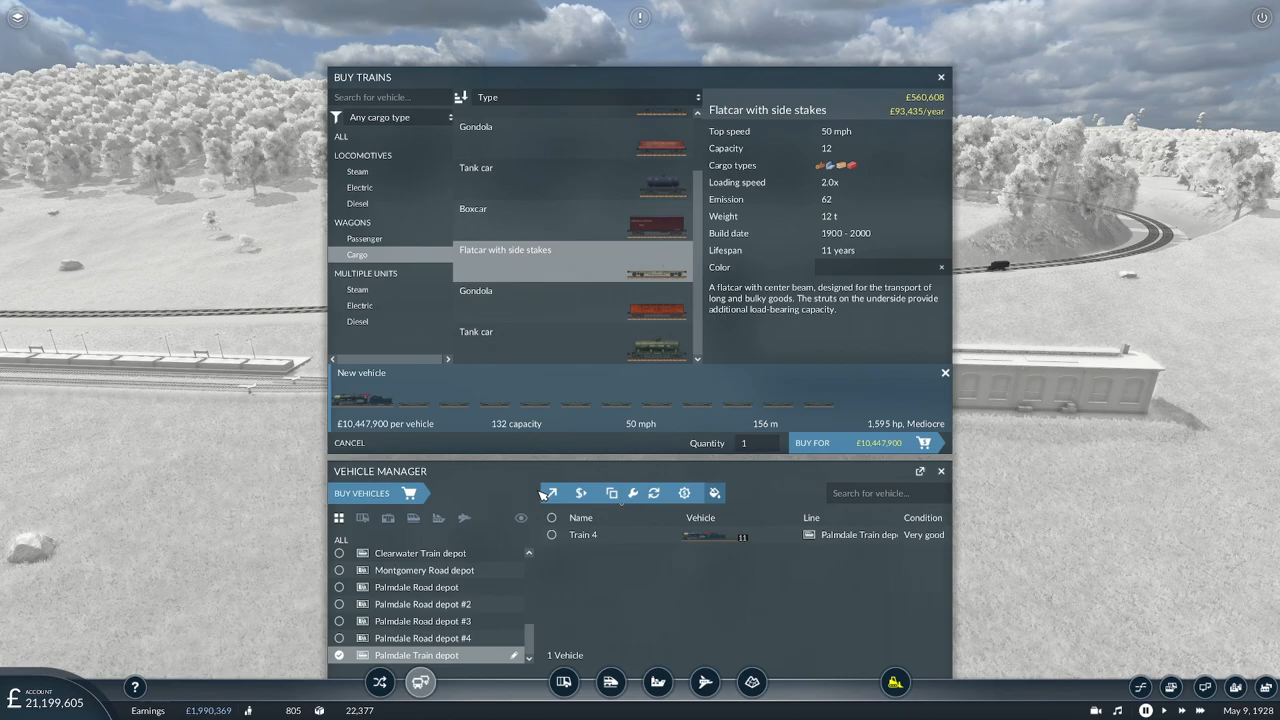 BUY TRAINS
Search for vehicle...
Type
£560,608
Flatcar with side stakes
£93,435/year
Any cargo type
ALL
LOCOMOTIVES
Steam
Electric
Diesel
WAGONS
Passenger
Cargo
MULTIPLE UNITS
Steam
Electric
Diesel
Gondola
Tank car
Boxcar
Flatcar with side stakes
Gondola
Tank car
Top speed 50 mph
Capacity 12
Cargo types
Loading speed 2.0x
Emission 62
Weight 12 t
Build date 1900 - 2000
Lifespan 11 years
Color
A flatcar with center beam, designed for the transport of
long and bulky goods. The struts on the underside provide
additional load-bearing capacity.
New vehicle
£10,447,900 per vehicle 132 capacity 50 mph 156 m 1,595 hp, Mediocre
CANCEL Quantity 1 BUY FOR £10,447,900
VEHICLE MANAGER
BUY VEHICLES
Search for vehicle...
ALL
Clearwater Train depot
Montgomery Road depot
Palmdale Road depot
Palmdale Road depot #2
Palmdale Road depot #3
Palmdale Road depot #4
Palmdale Train depot
Name Vehicle Line Condition
Train 4 11 Palmdale Train dep Very good
1 Vehicle
ACCOUNT
£ 21,199,605
?
Earnings £1,990,369 805 22,377
May 9, 1928